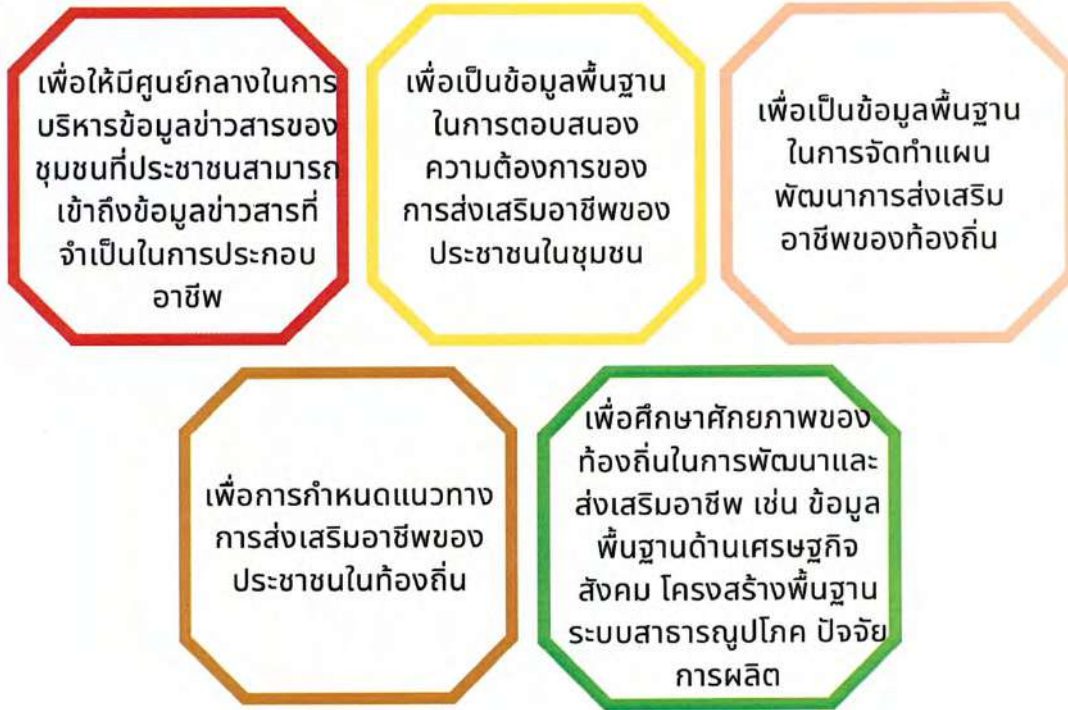 เพื่อให้มีศูนย์กลางในการ
บริหารข้อมูลข่าวสารของ
ชุมชนที่ประชาชนสามารถ
เข้าถึงข้อมูลข่าวสารที่
จำเป็นในการประกอบ
อาชีพ
เพื่อเป็นข้อมูลพื้นฐาน
ในการตอบสนอง
ความต้องการของ
การส่งเสริมอาชีพของ
ประชาชนในชุมชน
เพื่อเป็นข้อมูลพื้นฐาน
ในการจัดทำแผน
พัฒนาการส่งเสริม
อาชีพของท้องถิ่น
เพื่อการกำหนดแนวทาง
การส่งเสริมอาชีพของ
ประชาชนในท้องถิ่น
เพื่อศึกษาศักยภาพของ
ท้องถิ่นในการพัฒนาและ
ส่งเสริมอาชีพ เช่น ข้อมูล
พื้นฐานด้านเศรษฐกิจ
สังคม โครงสร้างพื้นฐาน
ระบบสาธารณูปโภค ปัจจัย
การผลิต